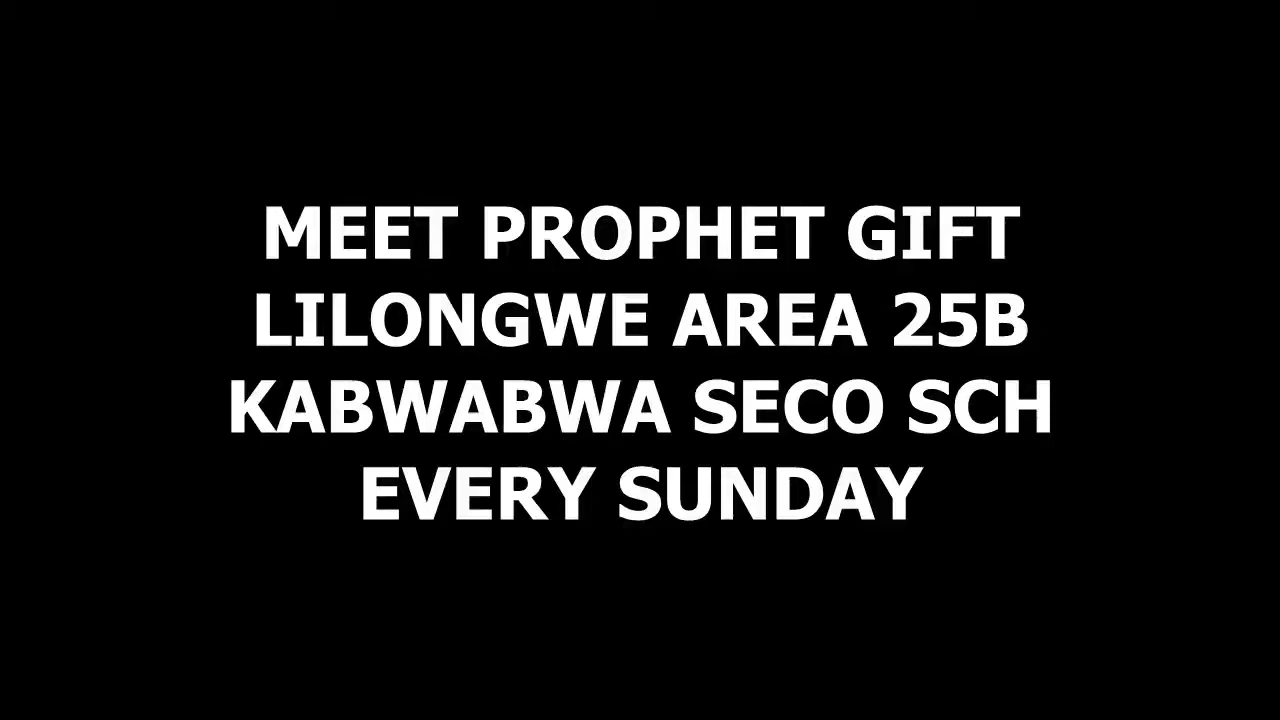 MEET PROPHET GIFT
LILONGWE AREA 25B
KABWABWA SECO SCH
EVERY SUNDAY